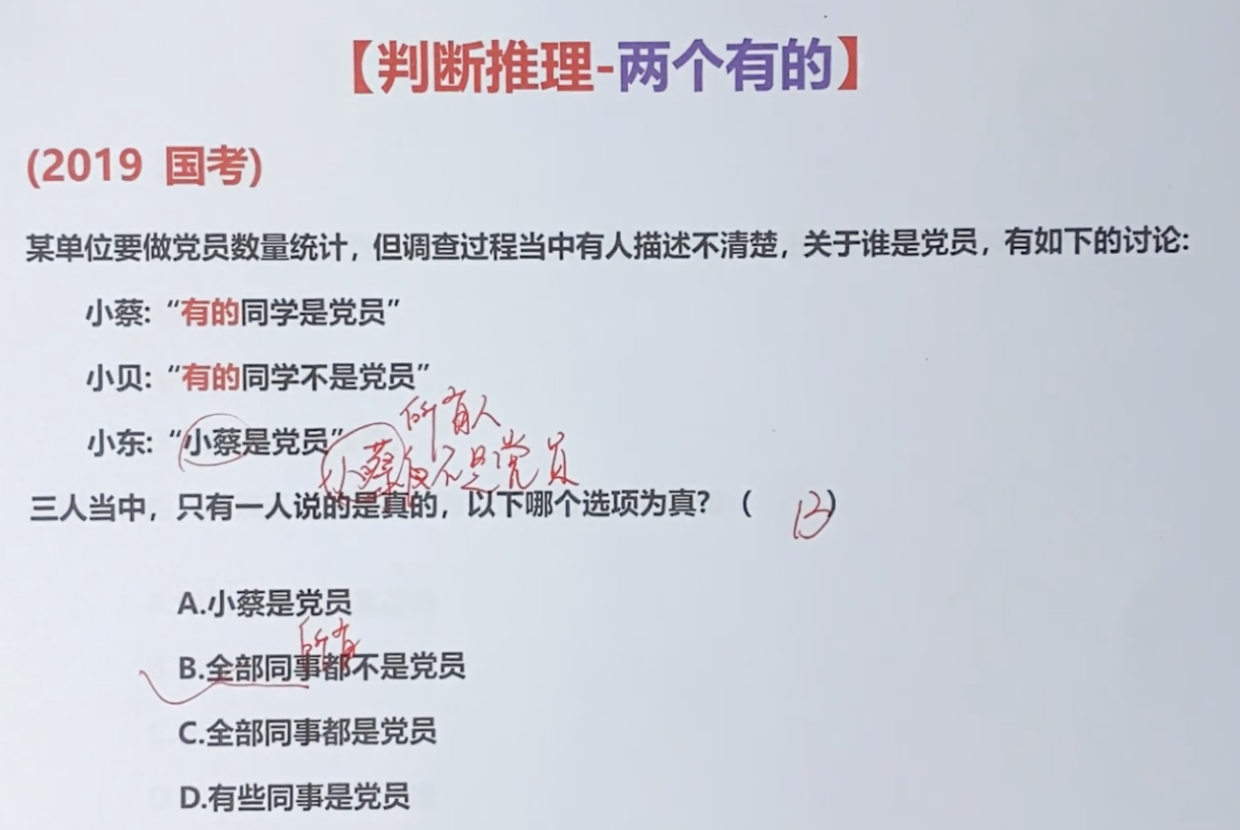 【判断推理-两个有的】
(2019 国考)
某单位要做党员数量统计，但调查过程当中有人描述不清楚，关于谁是党员，有如下的讨论:
小蔡: “有的同学是党员”
小贝: “有的同学不是党员”
所有人
小东: “小蔡是党员”
小蔡 不是党员
三人当中，只有一人说的是真的，以下哪个选项为真? ( B )
A.小蔡是党员
所有
B.全部同事都不是党员
C.全部同事都是党员
D.有些同事是党员